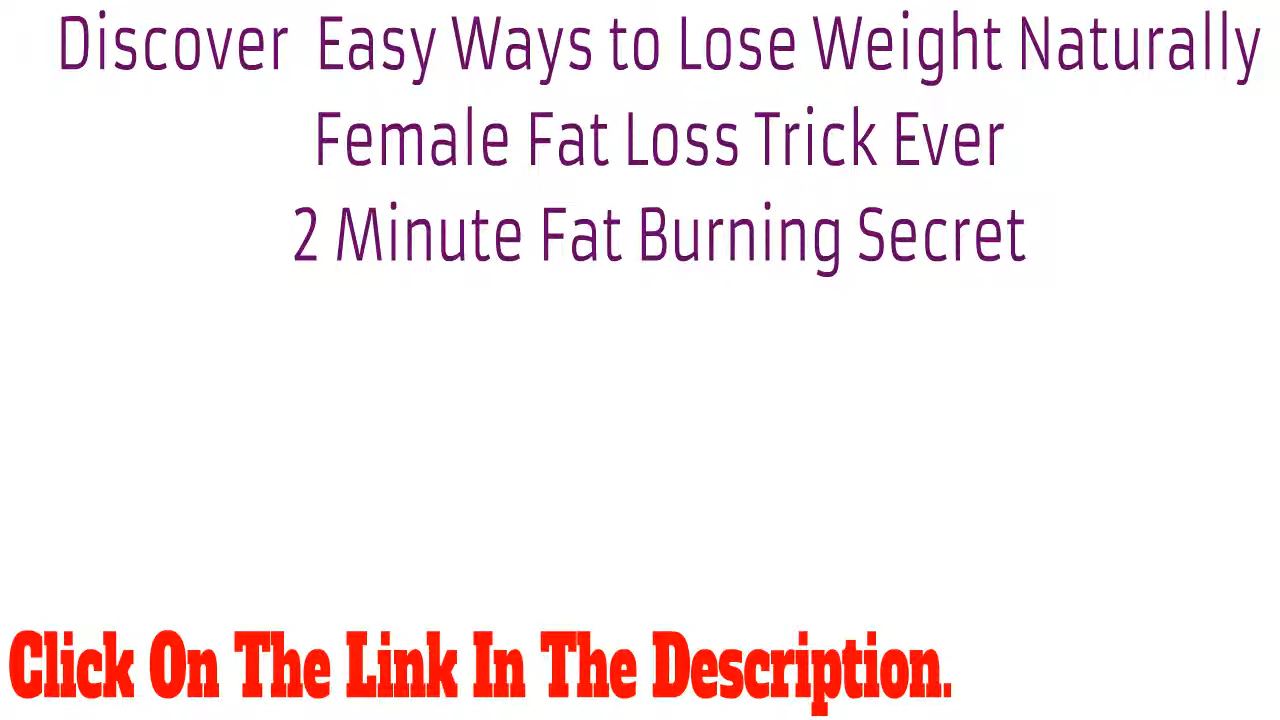 Discover Easy Ways to Lose Weight Naturally
Female Fat Loss Trick Ever
2 Minute Fat Burning Secret
Click On The Link In The Description.